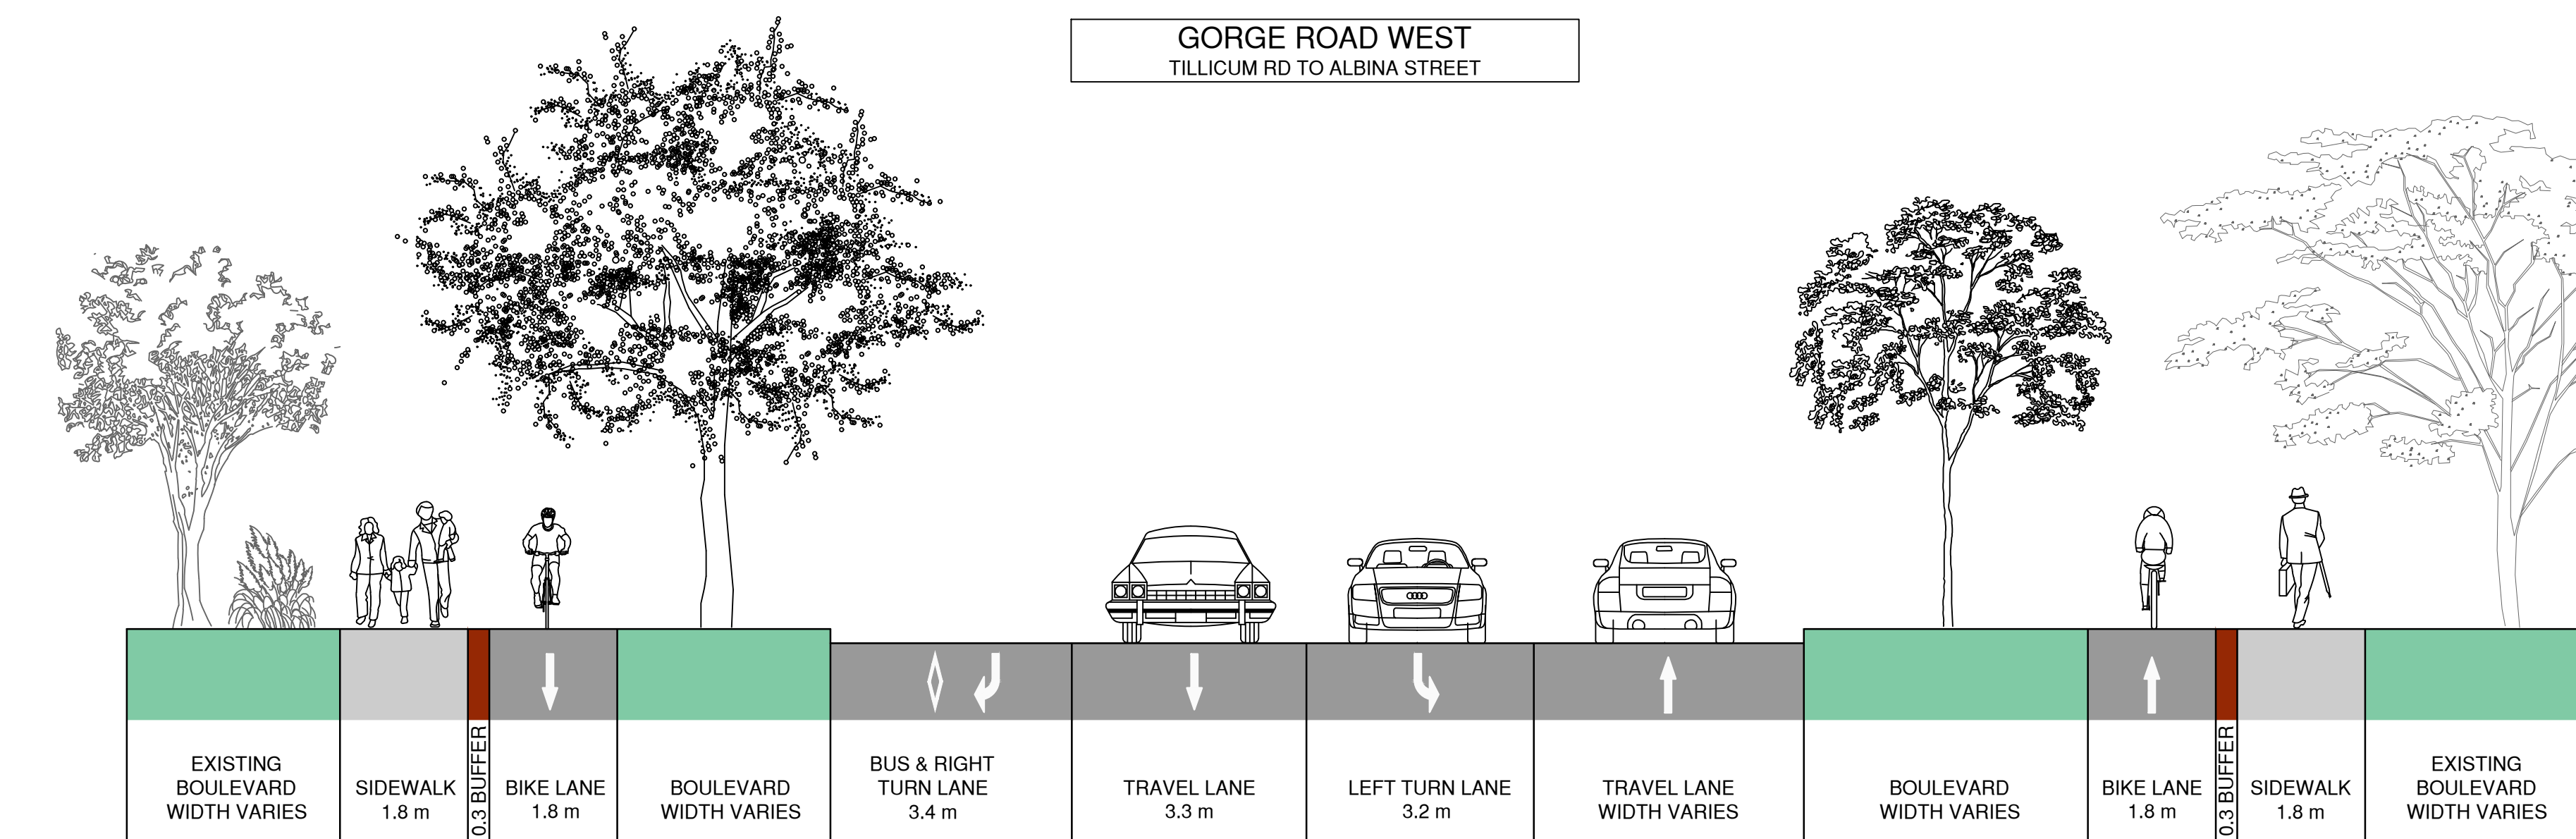 GORGE ROAD WEST
TILLICUM RD TO ALBINA STREET
EXISTING
BOULEVARD
WIDTH VARIES
SIDEWALK
1.8 m
0.3 BUFFER
BIKE LANE
1.8 m
BOULEVARD
WIDTH VARIES
BUS & RIGHT
TURN LANE
3.4 m
TRAVEL LANE
3.3 m
LEFT TURN LANE
3.2 m
TRAVEL LANE
WIDTH VARIES
BOULEVARD
WIDTH VARIES
BIKE LANE
1.8 m
0.3 BUFFER
SIDEWALK
1.8 m
EXISTING
BOULEVARD
WIDTH VARIES